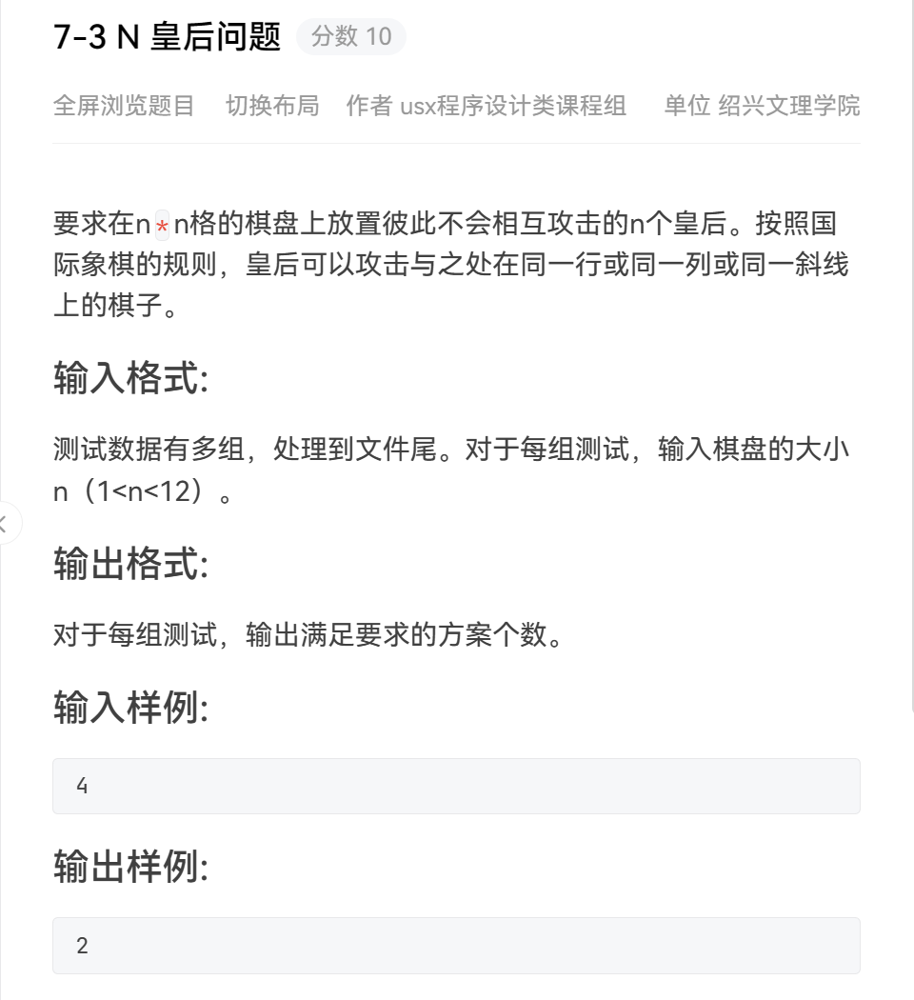 7-3 N 皇后问题 分数 10
全屏浏览题目 切换布局 作者 usx程序设计类课程组 单位 绍兴文理学院
要求在n*n格的棋盘上放置彼此不会相互攻击的n个皇后。按照国
际象棋的规则，皇后可以攻击与之处在同一行或同一列或同一斜线
上的棋子。
输入格式:
测试数据有多组，处理到文件尾。对于每组测试，输入棋盘的大小
n（1<n<12）。
输出格式:
对于每组测试，输出满足要求的方案个数。
输入样例:
4
输出样例:
2